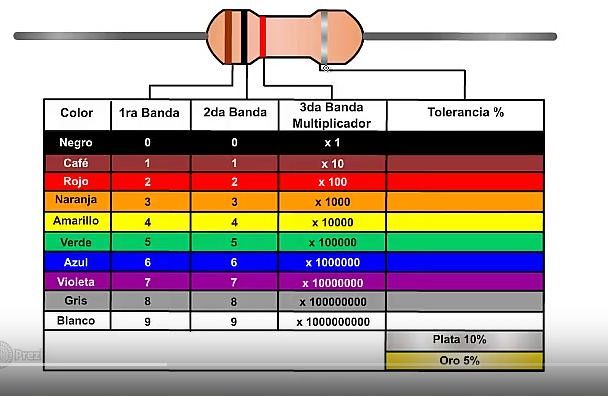 Color 1ra Banda 2da Banda 3da Banda Multiplicador Tolerancia %
Negro 0 0 x 1
Café 1 1 x 10
Rojo 2 2 x 100
Naranja 3 3 x 1000
Amarillo 4 4 x 10000
Verde 5 5 x 100000
Azul 6 6 x 1000000
Violeta 7 7 x 10000000
Gris 8 8 x 100000000
Blanco 9 9 x 1000000000
Plata 10%
Oro 5%
Prezi